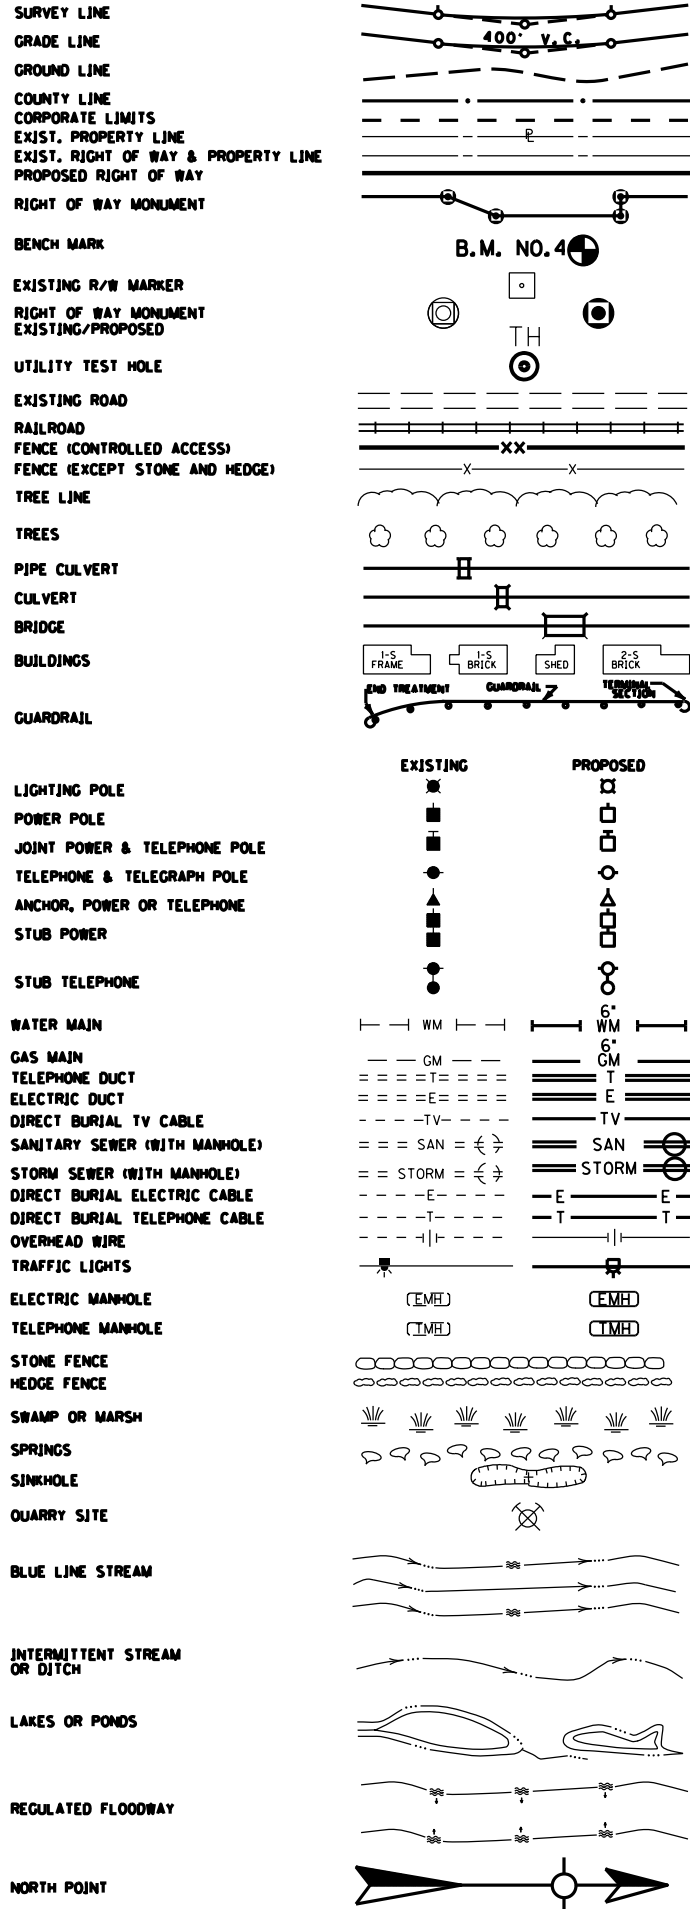 SURVEY LINE
GRADE LINE
400' V.C.
GROUND LINE
COUNTY LINE
CORPORATE LIMITS
EXIST. PROPERTY LINE
PL
EXIST. RIGHT OF WAY & PROPERTY LINE
PROPOSED RIGHT OF WAY
RIGHT OF WAY MONUMENT
BENCH MARK
B.M. NO.4
EXISTING R/W MARKER
RIGHT OF WAY MONUMENT
EXISTING/PROPOSED
TH
UTILITY TEST HOLE
EXISTING ROAD
RAILROAD
FENCE (CONTROLLED ACCESS)
XX
FENCE (EXCEPT STONE AND HEDGE)
X X
TREE LINE
TREES
PIPE CULVERT
CULVERT
BRIDGE
BUILDINGS
1-S FRAME
1-S BRICK
SHED
2-S BRICK
END TREATMENT
GUARDRAIL
TERMINAL SECTION
GUARDRAIL
EXISTING PROPOSED
LIGHTING POLE
POWER POLE
JOINT POWER & TELEPHONE POLE
TELEPHONE & TELEGRAPH POLE
ANCHOR, POWER OR TELEPHONE
STUB POWER
STUB TELEPHONE
WATER MAIN WM 6" WM
GAS MAIN GM 6" GM
TELEPHONE DUCT T T
ELECTRIC DUCT E E
DIRECT BURIAL TV CABLE TV TV
SANITARY SEWER (WITH MANHOLE) SAN SAN
STORM SEWER (WITH MANHOLE) STORM STORM
DIRECT BURIAL ELECTRIC CABLE E E E
DIRECT BURIAL TELEPHONE CABLE T T T
OVERHEAD WIRE
TRAFFIC LIGHTS
ELECTRIC MANHOLE EMH EMH
TELEPHONE MANHOLE TMH TMH
STONE FENCE
HEDGE FENCE
SWAMP OR MARSH
SPRINGS
SINKHOLE
QUARRY SITE
BLUE LINE STREAM
INTERMITTENT STREAM
OR DITCH
LAKES OR PONDS
REGULATED FLOODWAY
NORTH POINT